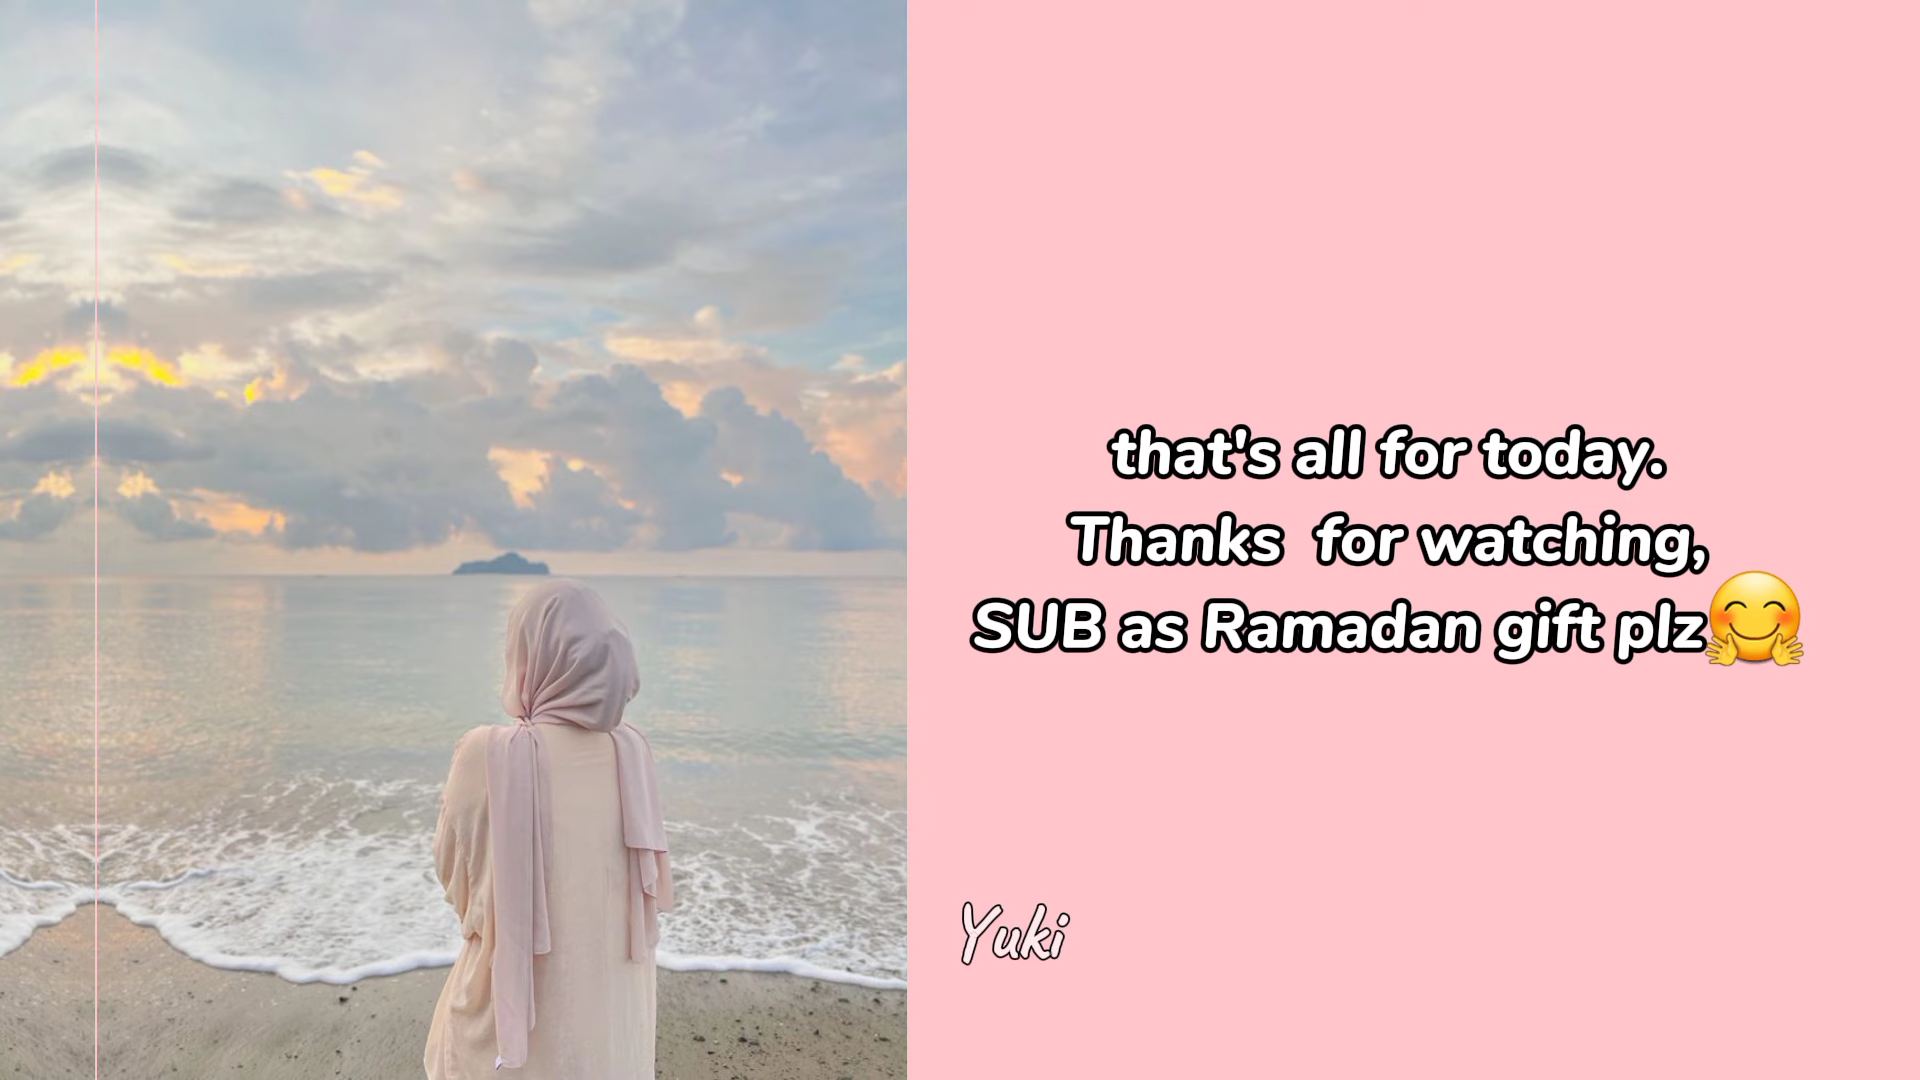 that's all for today.
Thanks  for watching,
SUB as Ramadan gift plz🤗
Yuki